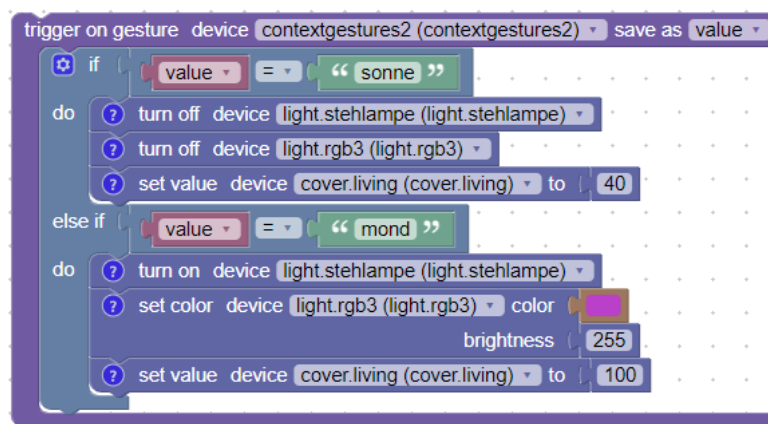 trigger on gesture device contextgestures2 (contextgestures2) save as value
if value = “ sonne ”
do ? turn off device light.stehlampe (light.stehlampe)
? turn off device light.rgb3 (light.rgb3)
? set value device cover.living (cover.living) to 40
else if value = “ mond ”
do ? turn on device light.stehlampe (light.stehlampe)
? set color device light.rgb3 (light.rgb3) color
brightness 255
? set value device cover.living (cover.living) to 100